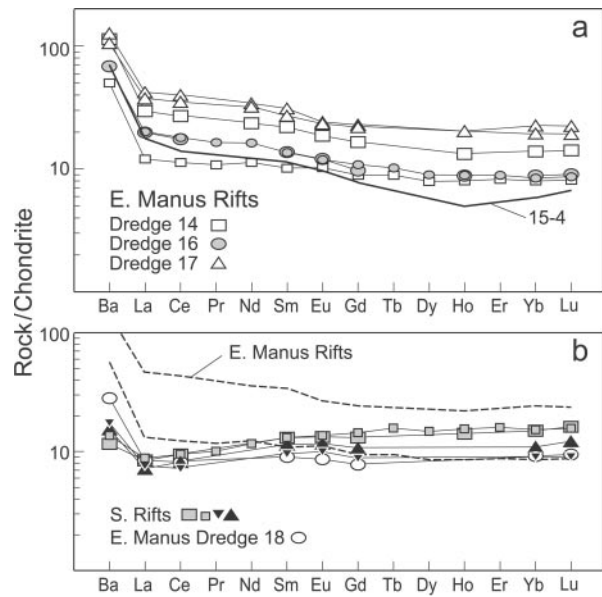 Rock/Chondrite
a
100
10
E. Manus Rifts
Dredge 14
Dredge 16
Dredge 17
15-4
Ba La Ce Pr Nd Sm Eu Gd Tb Dy Ho Er Yb Lu
b
100
E. Manus Rifts
10
S. Rifts
E. Manus Dredge 18
Ba La Ce Pr Nd Sm Eu Gd Tb Dy Ho Er Yb Lu